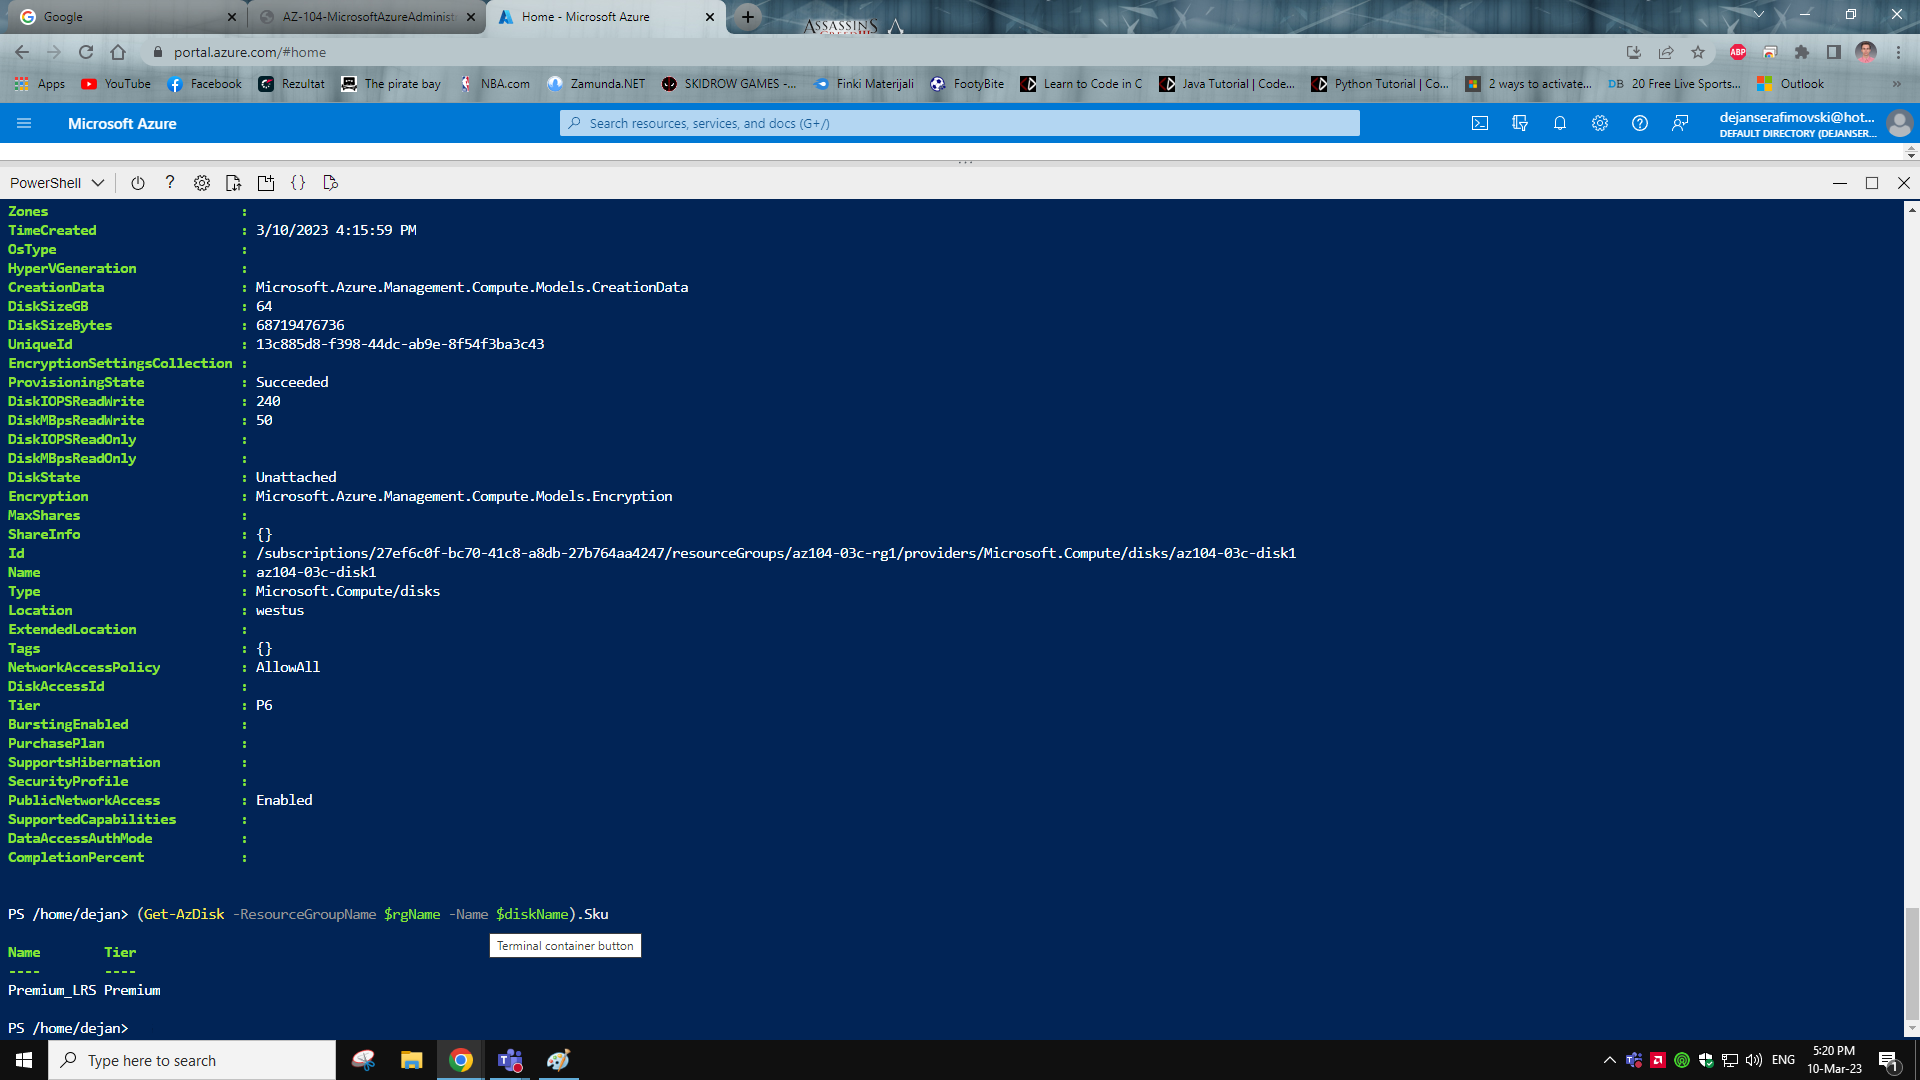 Google
AZ-104-MicrosoftAzureAdminist
Home - Microsoft Azure
ASSASSINS
portal.azure.com/#home
ABP
Apps
YouTube
Facebook
Rezultat
The pirate bay
NBA.com
Zamunda.NET
SKIDROW GAMES -...
Finki Materijali
FootyBite
Learn to Code in C
Java Tutorial | Code...
Python Tutorial | Co...
2 ways to activate...
DB 20 Free Live Sports...
Outlook
»
Microsoft Azure
Search resources, services, and docs (G+/)
dejanserafimovski@hot...
DEFAULT DIRECTORY (DEJANSER...
PowerShell
Zones :
TimeCreated : 3/10/2023 4:15:59 PM
OsType :
HyperVGeneration :
CreationData : Microsoft.Azure.Management.Compute.Models.CreationData
DiskSizeGB : 64
DiskSizeBytes : 68719476736
UniqueId : 13c885d8-f398-44dc-ab9e-8f54f3ba3c43
EncryptionSettingsCollection :
ProvisioningState : Succeeded
DiskIOPSReadWrite : 240
DiskMBpsReadWrite : 50
DiskIOPSReadOnly :
DiskMBpsReadOnly :
DiskState : Unattached
Encryption : Microsoft.Azure.Management.Compute.Models.Encryption
MaxShares :
ShareInfo : {}
Id : /subscriptions/27ef6c0f-bc70-41c8-a8db-27b764aa4247/resourceGroups/az104-03c-rg1/providers/Microsoft.Compute/disks/az104-03c-disk1
Name : az104-03c-disk1
Type : Microsoft.Compute/disks
Location : westus
ExtendedLocation :
Tags : {}
NetworkAccessPolicy : AllowAll
DiskAccessId :
Tier : P6
BurstingEnabled :
PurchasePlan :
SupportsHibernation :
SecurityProfile :
PublicNetworkAccess : Enabled
SupportedCapabilities :
DataAccessAuthMode :
CompletionPercent :
PS /home/dejan> (Get-AzDisk -ResourceGroupName $rgName -Name $diskName).Sku
Terminal container button
Name Tier
---- ----
Premium_LRS Premium
PS /home/dejan>
Type here to search
ENG
5:20 PM
10-Mar-23
1